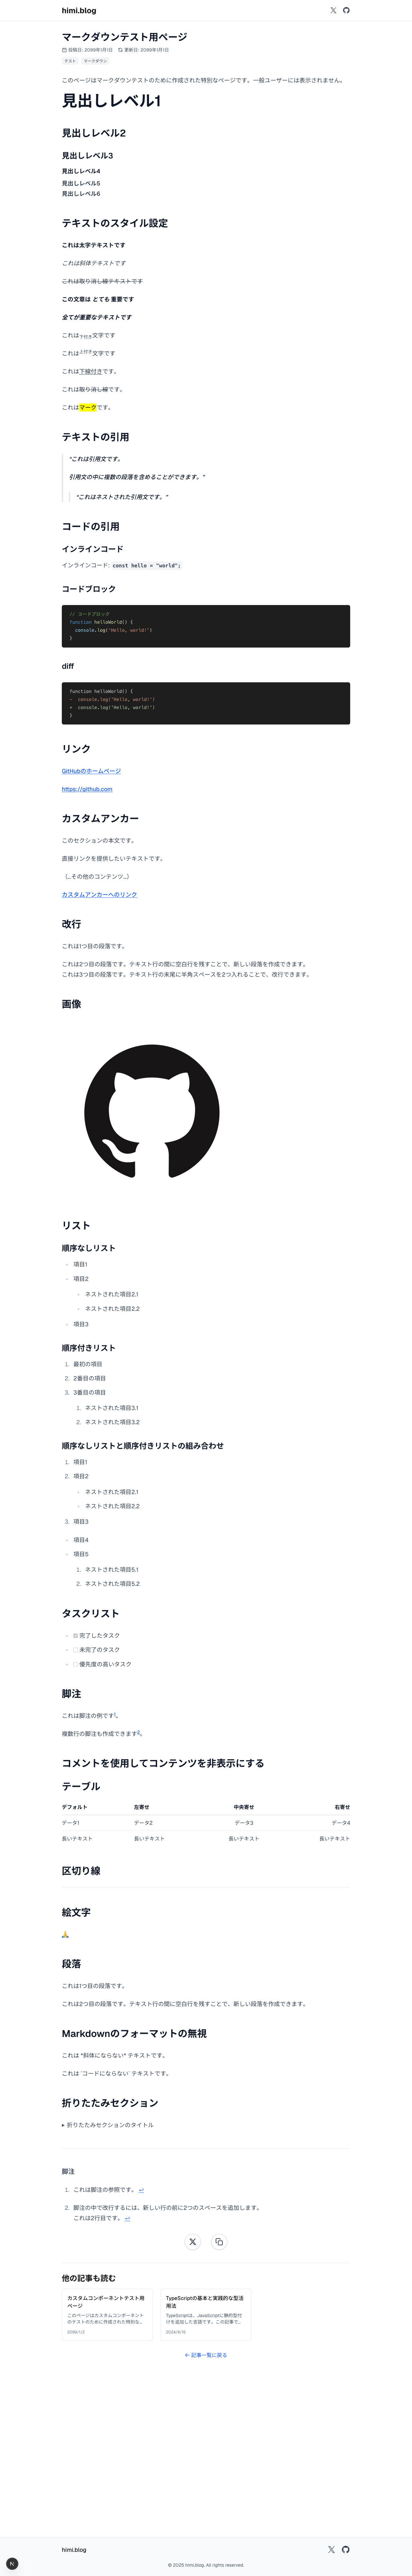 himi.blog
マークダウンテスト用ページ
投稿日: 2099年1月1日 更新日: 2099年1月1日
テスト マークダウン
このページはマークダウンテストのために作成された特別なページです。一般ユーザーには表示されません。
見出しレベル1
見出しレベル2
見出しレベル3
見出しレベル4
見出しレベル5
見出しレベル6
テキストのスタイル設定
これは太字テキストです
これは斜体テキストです
これは取り消し線テキストです
この文章は とても 重要です
全てが重要なテキストです
これは下付き文字です
これは上付き文字です
これは下線付きです。
これは取り消し線です。
これはマークです。
テキストの引用
"これは引用文です。
引用文の中に複数の段落を含めることができます。"
"これはネストされた引用文です。"
コードの引用
インラインコード
インラインコード: const hello = "world";
コードブロック
// コードブロック
function helloWorld() {
console.log("Hello, world!")
}
diff
function helloWorld() {
- console.log("Hello, world!")
+ console.log("Hello, world!")
}
リンク
GitHubのホームページ
https://github.com
カスタムアンカー
このセクションの本文です。
直接リンクを提供したいテキストです。
（…その他のコンテンツ…）
カスタムアンカーへのリンク
改行
これは1つ目の段落です。
これは2つ目の段落です。テキスト行の間に空白行を残すことで、新しい段落を作成できます。
これは3つ目の段落です。テキスト行の末尾に半角スペースを2つ入れることで、改行できます。
画像
リスト
順序なしリスト
- 項目1
- 項目2
- ネストされた項目2.1
- ネストされた項目2.2
- 項目3
順序付きリスト
1. 最初の項目
2. 2番目の項目
3. 3番目の項目
1. ネストされた項目3.1
2. ネストされた項目3.2
順序なしリストと順序付きリストの組み合わせ
1. 項目1
2. 項目2
- ネストされた項目2.1
- ネストされた項目2.2
3. 項目3
- 項目4
- 項目5
1. ネストされた項目5.1
2. ネストされた項目5.2
タスクリスト
- 完了したタスク
- 未完了のタスク
- 優先度の高いタスク
脚注
これは脚注の例です1。
複数行の脚注も作成できます2。
コメントを使用してコンテンツを非表示にする
テーブル
デフォルト 左寄せ 中央寄せ 右寄せ
データ1 データ2 データ3 データ4
長いテキスト 長いテキスト 長いテキスト 長いテキスト
区切り線
絵文字
🙏
段落
これは1つ目の段落です。
これは2つ目の段落です。テキスト行の間に空白行を残すことで、新しい段落を作成できます。
Markdownのフォーマットの無視
これは *斜体にならない* テキストです。
これは `コードにならない` テキストです。
折りたたみセクション
▸ 折りたたみセクションのタイトル
脚注
1. これは脚注の参照です。 ↩
2. 脚注の中で改行するには、新しい行の前に2つのスペースを追加します。
これは2行目です。 ↩
他の記事も読む
カスタムコンポーネントテスト用ページ
このページはカスタムコンポーネントのテストのために作成された特別な...
2099/1/2
TypeScriptの基本と実践的な型活用法
TypeScriptは、JavaScriptに静的型付けを追加した言語です。この記事で...
2024/6/15
← 記事一覧に戻る
himi.blog
© 2025 himi.blog. All rights reserved.